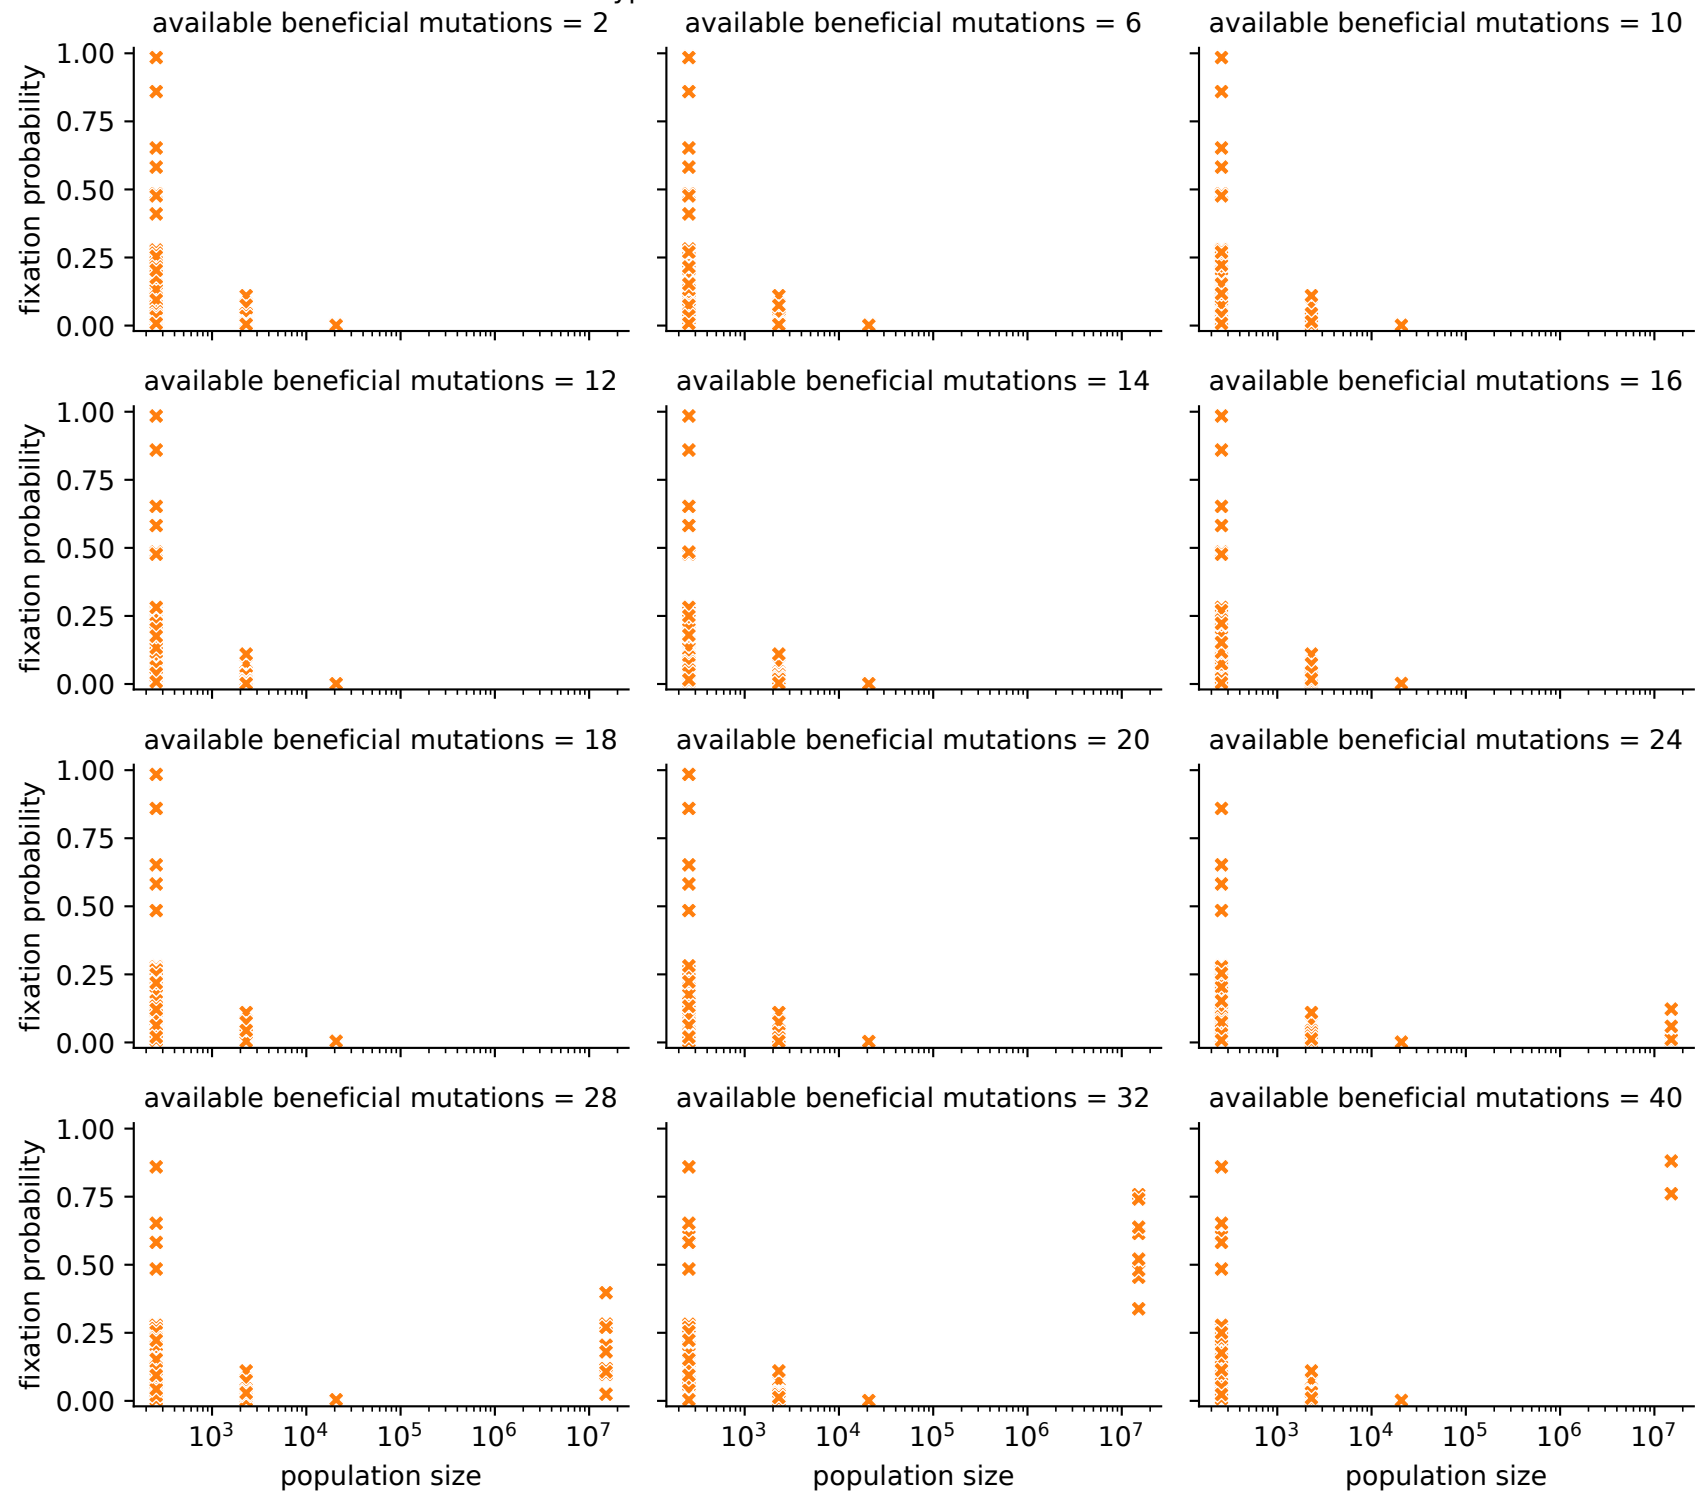 available beneficial mutations = 2 available beneficial mutations = 6 available beneficial mutations = 10
fixation probability
1.00
0.75
0.50
0.25
0.00
available beneficial mutations = 12 available beneficial mutations = 14 available beneficial mutations = 16
fixation probability
1.00
0.75
0.50
0.25
0.00
available beneficial mutations = 18 available beneficial mutations = 20 available beneficial mutations = 24
fixation probability
1.00
0.75
0.50
0.25
0.00
available beneficial mutations = 28 available beneficial mutations = 32 available beneficial mutations = 40
fixation probability
1.00
0.75
0.50
0.25
0.00
10³ 10⁴ 10⁵ 10⁶ 10⁷ 10³ 10⁴ 10⁵ 10⁶ 10⁷ 10³ 10⁴ 10⁵ 10⁶ 10⁷
population size population size population size